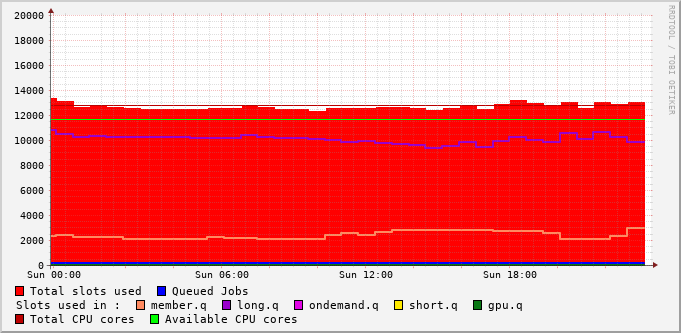 RRDTOOL / TOBI OETIKER
20000
18000
16000
14000
12000
10000
8000
6000
4000
2000
0
Sun 00:00 Sun 06:00 Sun 12:00 Sun 18:00
Total slots used Queued Jobs
Slots used in : member.q long.q ondemand.q short.q gpu.q
Total CPU cores Available CPU cores